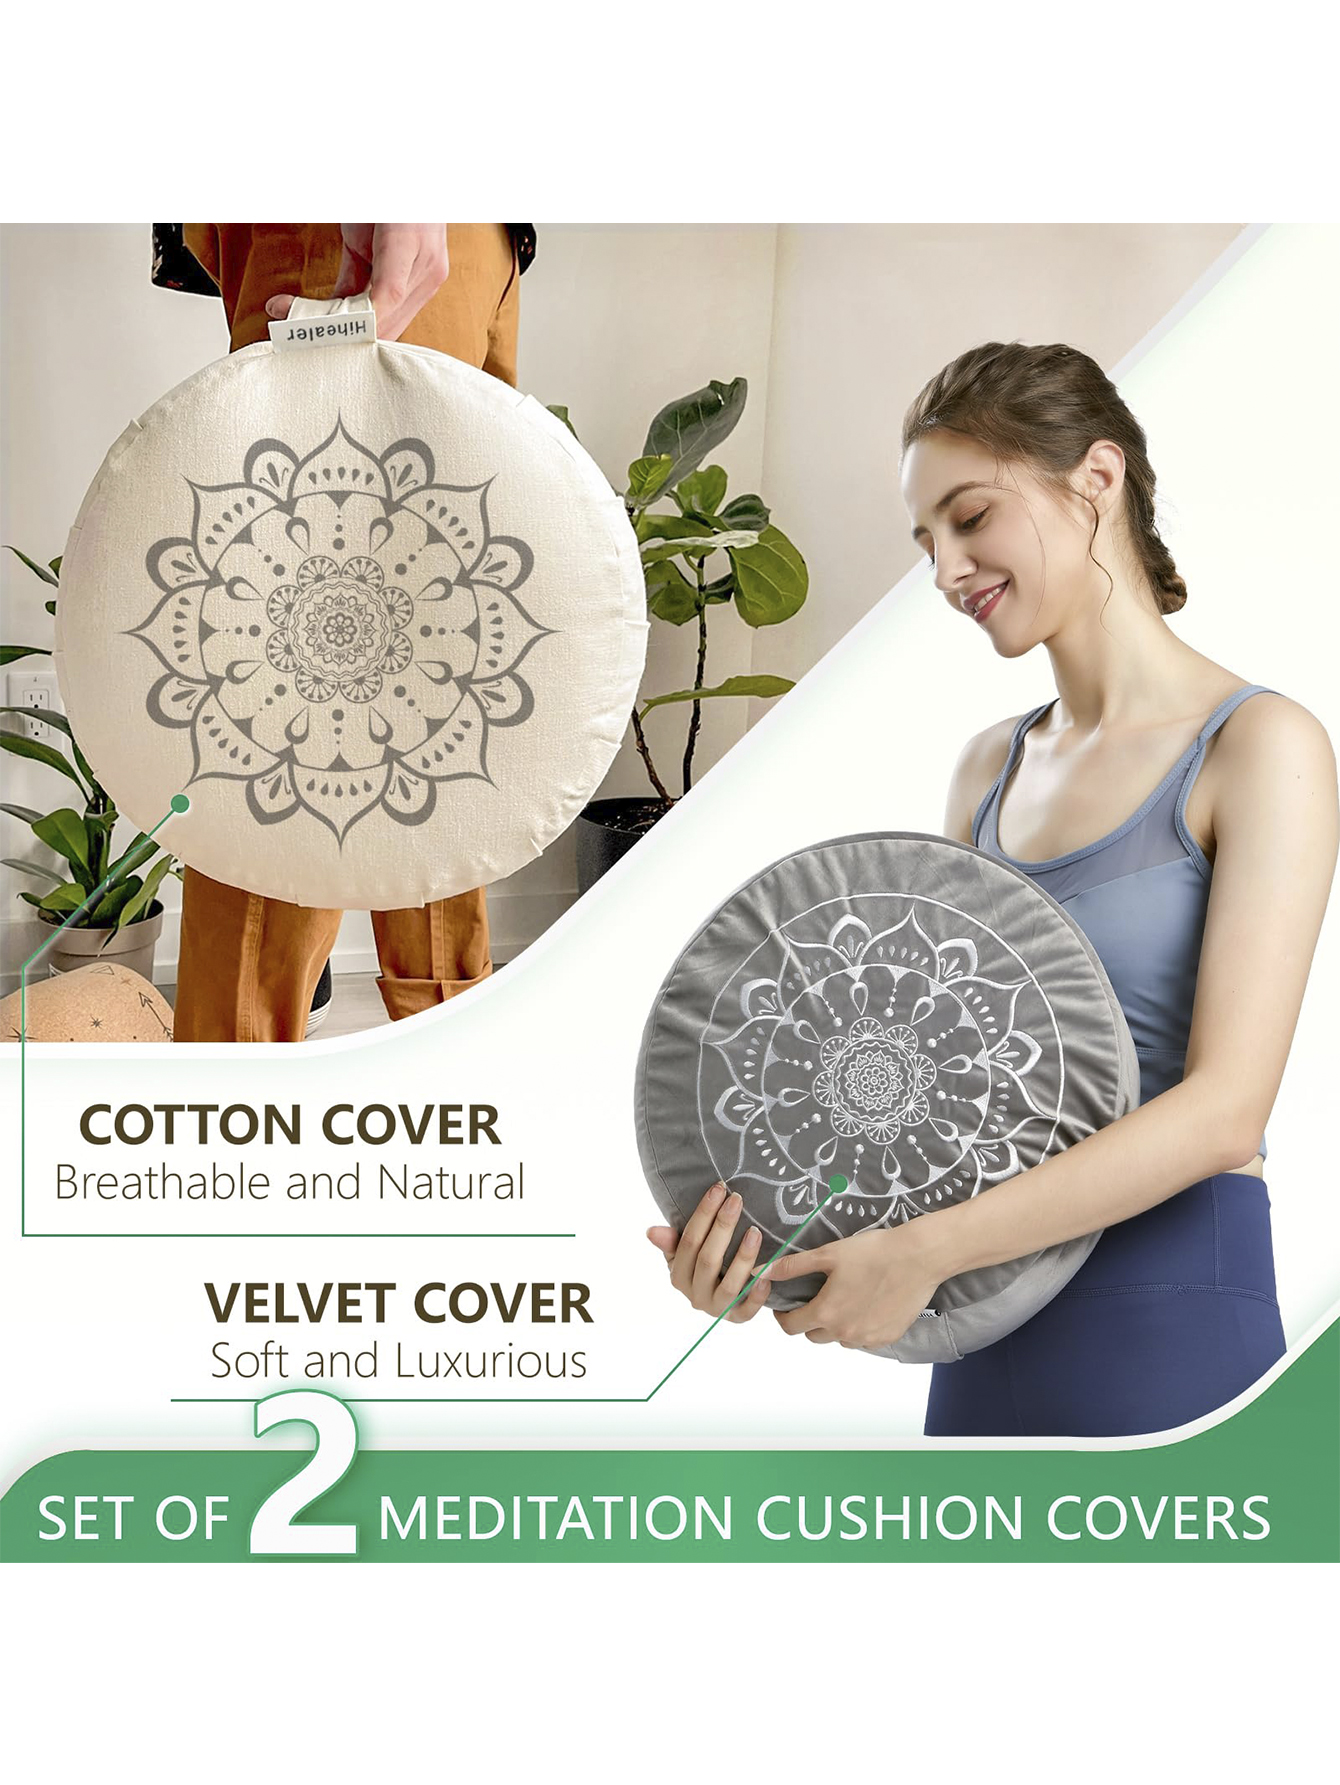 Hihealer
COTTON COVER
Breathable and Natural
VELVET COVER
Soft and Luxurious
SET OF 2 MEDITATION CUSHION COVERS